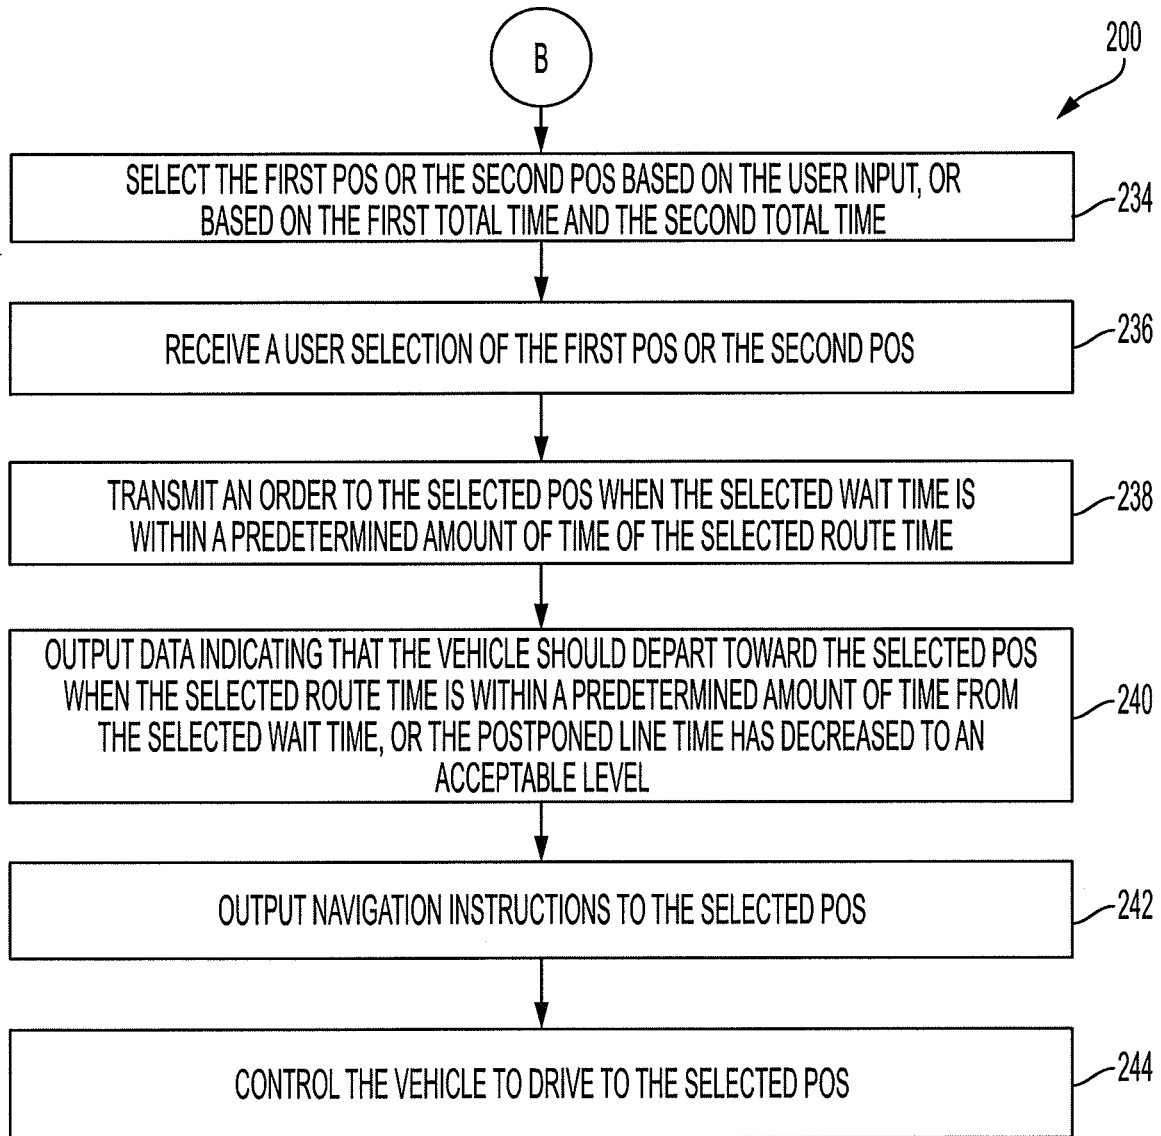 B
200
SELECT THE FIRST POS OR THE SECOND POS BASED ON THE USER INPUT, OR
BASED ON THE FIRST TOTAL TIME AND THE SECOND TOTAL TIME
234
RECEIVE A USER SELECTION OF THE FIRST POS OR THE SECOND POS
236
TRANSMIT AN ORDER TO THE SELECTED POS WHEN THE SELECTED WAIT TIME IS
WITHIN A PREDETERMINED AMOUNT OF TIME OF THE SELECTED ROUTE TIME
238
OUTPUT DATA INDICATING THAT THE VEHICLE SHOULD DEPART TOWARD THE SELECTED POS
WHEN THE SELECTED ROUTE TIME IS WITHIN A PREDETERMINED AMOUNT OF TIME FROM
THE SELECTED WAIT TIME, OR THE POSTPONED LINE TIME HAS DECREASED TO AN
ACCEPTABLE LEVEL
240
OUTPUT NAVIGATION INSTRUCTIONS TO THE SELECTED POS
242
CONTROL THE VEHICLE TO DRIVE TO THE SELECTED POS
244